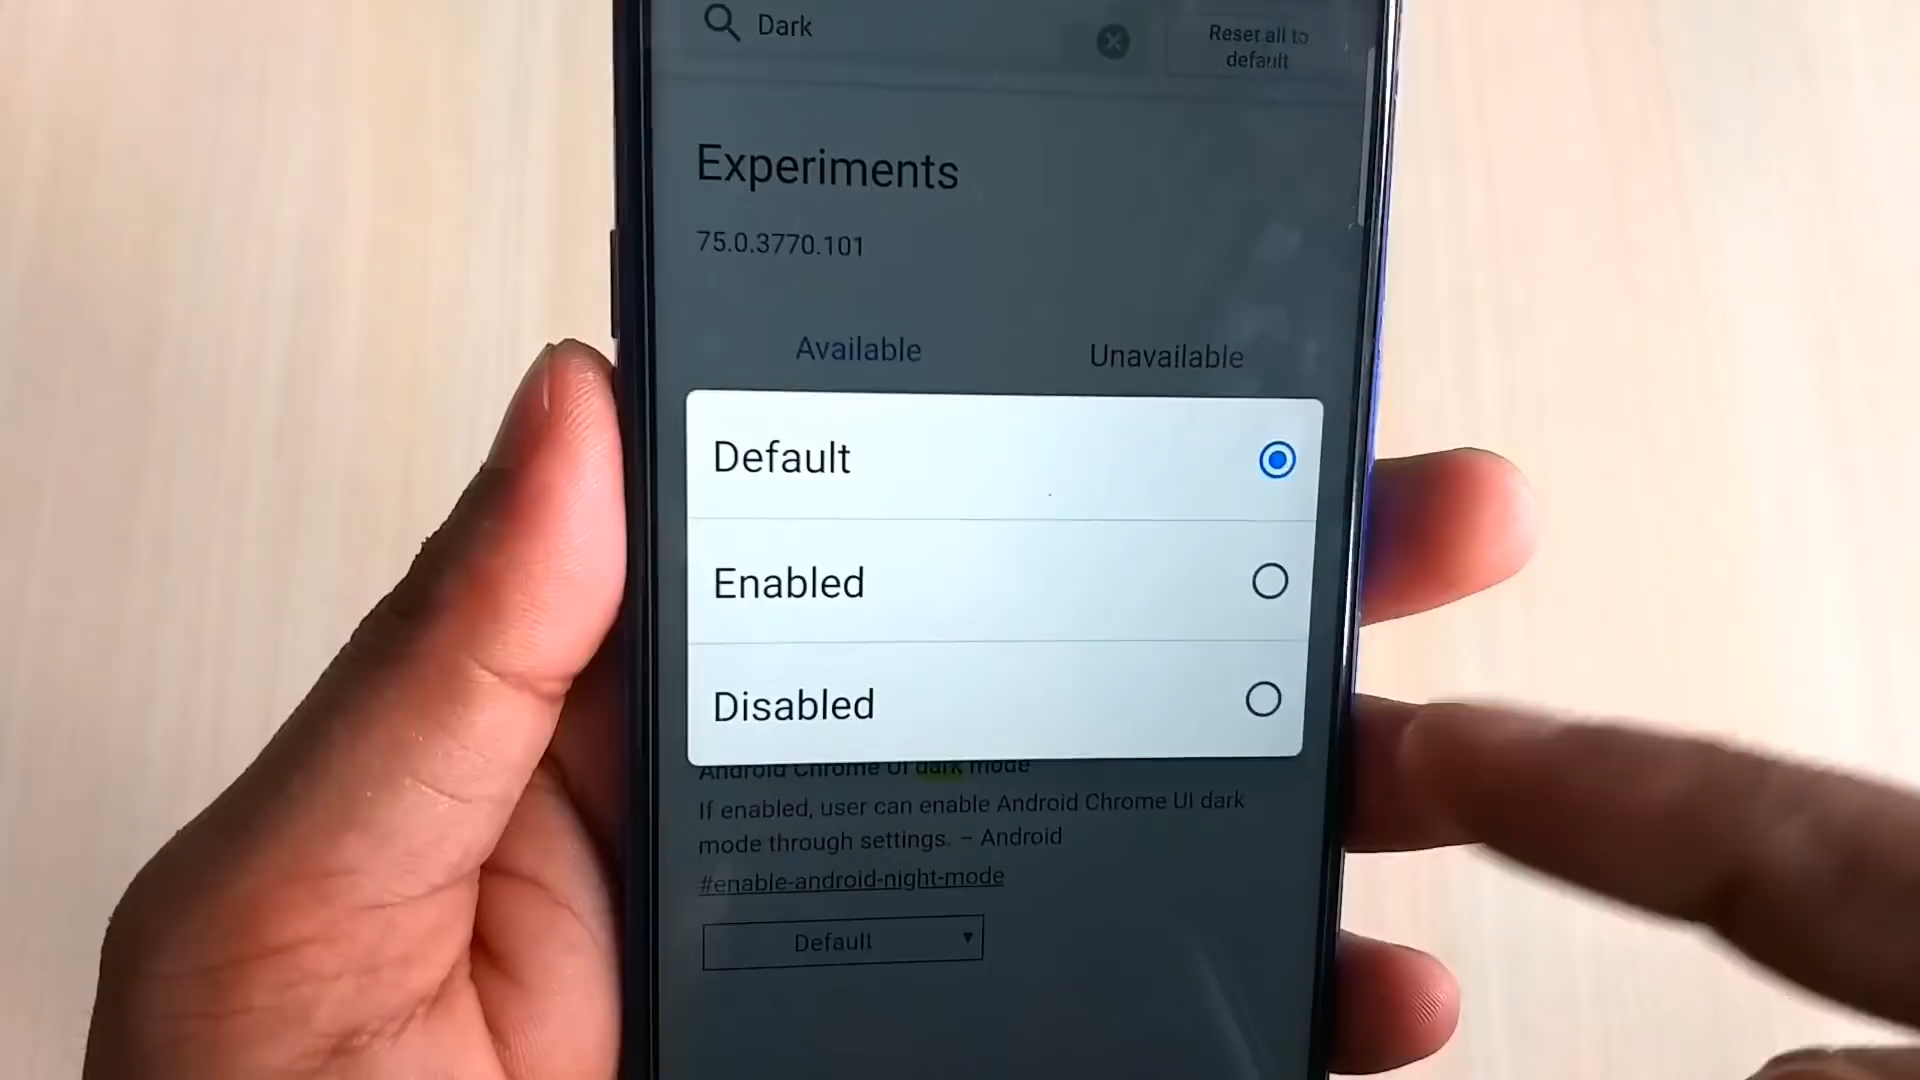 Dark
Reset all to
default
Experiments
75.0.3770.101
Available
Unavailable
Default
Enabled
Disabled
Android Chrome UI dark mode
If enabled, user can enable Android Chrome UI dark
mode through settings. – Android
#enable-android-night-mode
Default